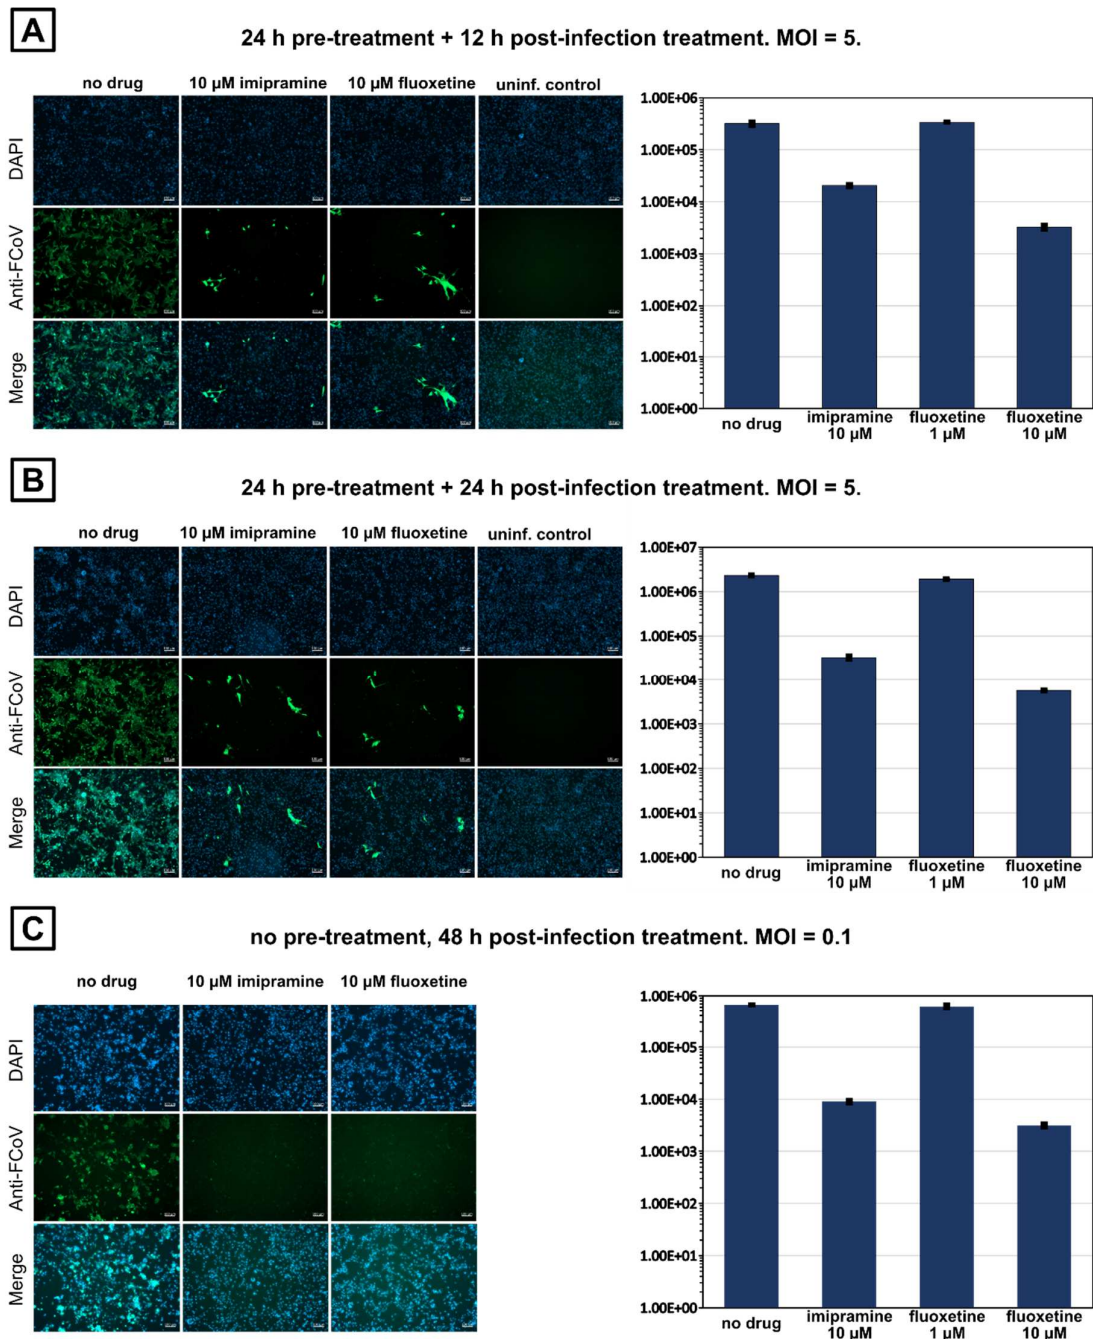 A
24 h pre-treatment + 12 h post-infection treatment. MOI = 5.
no drug 10 µM imipramine 10 µM fluoxetine uninf. control
DAPI
Anti-FCoV
Merge
1.00E+06
1.00E+05
1.00E+04
1.00E+03
1.00E+02
1.00E+01
1.00E+00
no drug imipramine fluoxetine fluoxetine
10 µM 1 µM 10 µM
B
24 h pre-treatment + 24 h post-infection treatment. MOI = 5.
no drug 10 µM imipramine 10 µM fluoxetine uninf. control
DAPI
Anti-FCoV
Merge
1.00E+07
1.00E+06
1.00E+05
1.00E+04
1.00E+03
1.00E+02
1.00E+01
1.00E+00
no drug imipramine fluoxetine fluoxetine
10 µM 1 µM 10 µM
C
no pre-treatment, 48 h post-infection treatment. MOI = 0.1
no drug 10 µM imipramine 10 µM fluoxetine
DAPI
Anti-FCoV
Merge
1.00E+06
1.00E+05
1.00E+04
1.00E+03
1.00E+02
1.00E+01
1.00E+00
no drug imipramine fluoxetine fluoxetine
10 µM 1 µM 10 µM